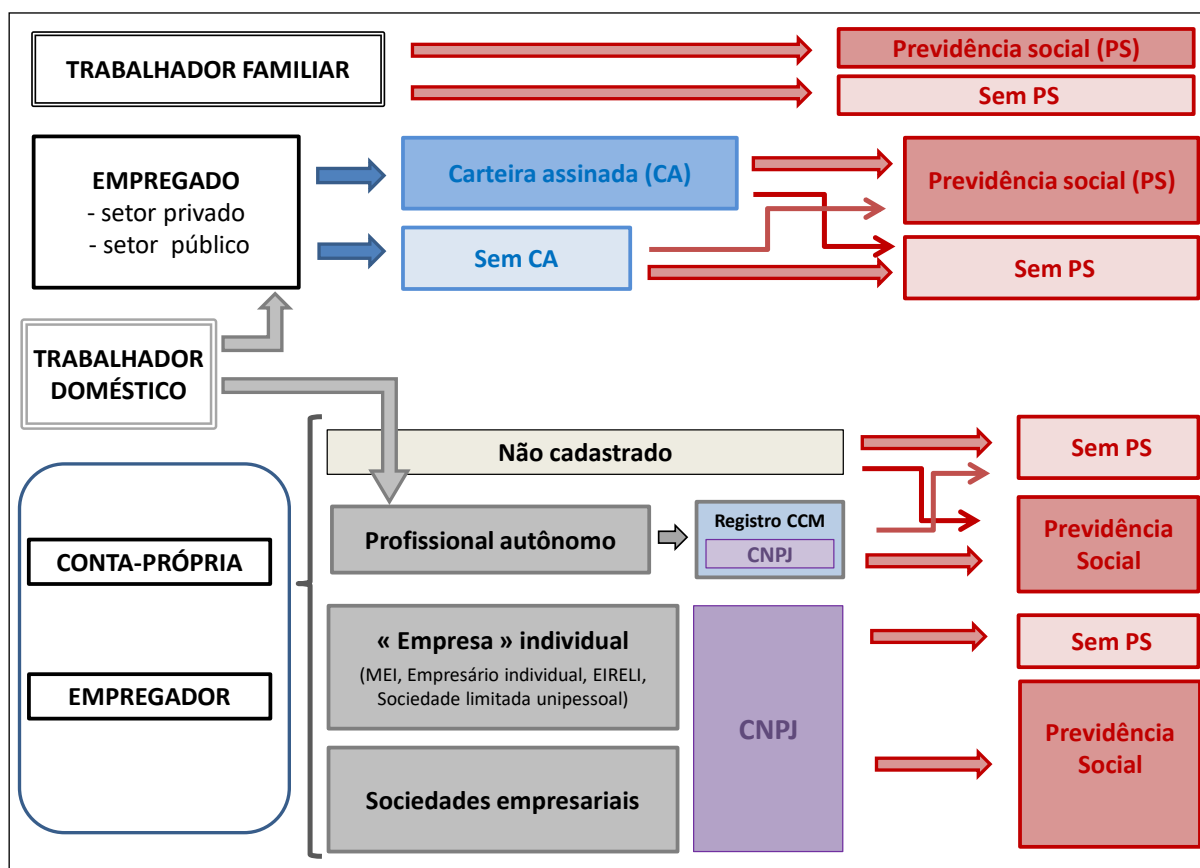 TRABALHADOR FAMILIAR
Previdência social (PS)
Sem PS
EMPREGADO
- setor privado
- setor público
Carteira assinada (CA)
Sem CA
Previdência social (PS)
Sem PS
TRABALHADOR
DOMÉSTICO
CONTA-PRÓPRIA
EMPREGADOR
Não cadastrado
Profissional autônomo
Registro CCM
CNPJ
Sem PS
Previdência
Social
« Empresa » individual
(MEI, Empresário individual, EIRELI,
Sociedade limitada unipessoal)
Sociedades empresariais
CNPJ
Sem PS
Previdência
Social